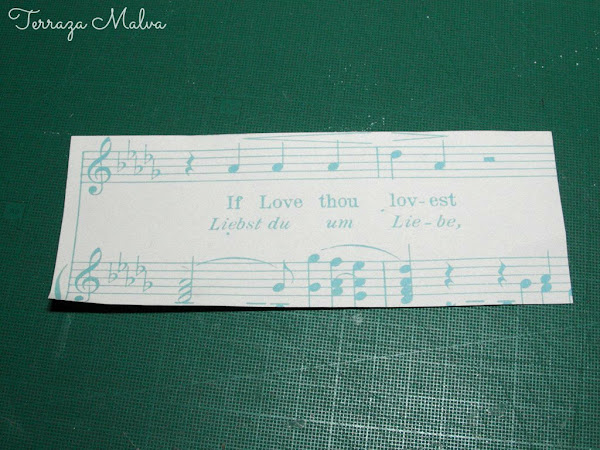 Terraza Malva
If Love thou lov-est
Liebst du um Lie-be,